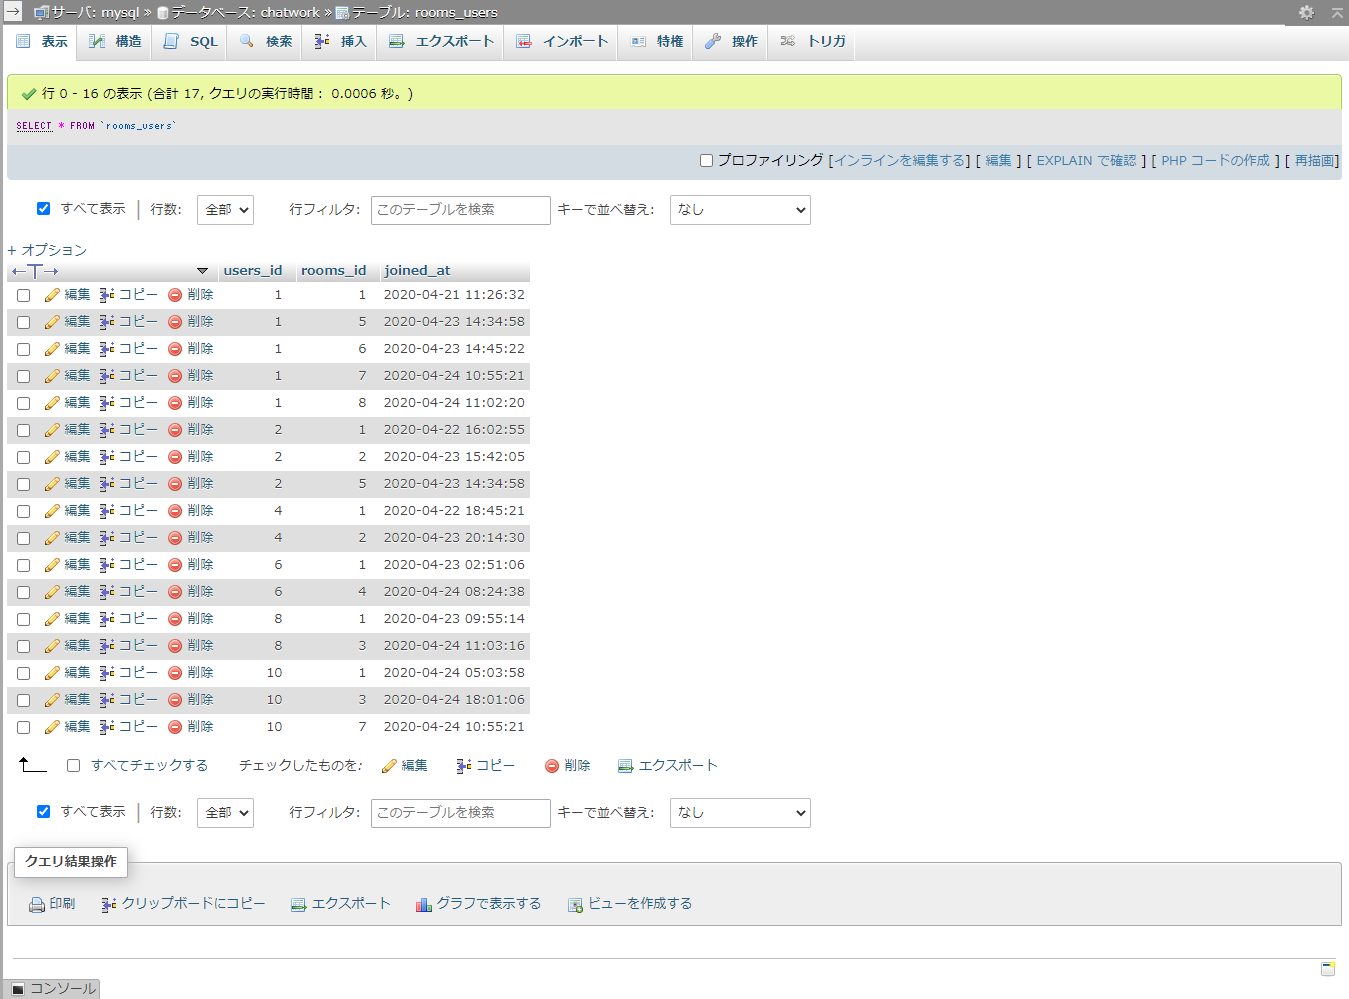 サーバ: mysql » データベース: chatwork » テーブル: rooms_users
表示 構造 SQL 検索 挿入 エクスポート インポート 特権 操作 トリガ
行 0 - 16 の表示 (合計 17, クエリの実行時間： 0.0006 秒。)
SELECT * FROM `rooms_users`
プロファイリング [インラインを編集する] [ 編集 ] [ EXPLAIN で確認 ] [ PHP コードの作成 ] [ 再描画]
すべて表示 | 行数: 全部 行フィルタ: このテーブルを検索 キーで並べ替え: なし
+ オプション
←T→ users_id rooms_id joined_at
編集 コピー 削除 1 1 2020-04-21 11:26:32
編集 コピー 削除 1 5 2020-04-23 14:34:58
編集 コピー 削除 1 6 2020-04-23 14:45:22
編集 コピー 削除 1 7 2020-04-24 10:55:21
編集 コピー 削除 1 8 2020-04-24 11:02:20
編集 コピー 削除 2 1 2020-04-22 16:02:55
編集 コピー 削除 2 2 2020-04-23 15:42:05
編集 コピー 削除 2 5 2020-04-23 14:34:58
編集 コピー 削除 4 1 2020-04-22 18:45:21
編集 コピー 削除 4 2 2020-04-23 20:14:30
編集 コピー 削除 6 1 2020-04-23 02:51:06
編集 コピー 削除 6 4 2020-04-24 08:24:38
編集 コピー 削除 8 1 2020-04-23 09:55:14
編集 コピー 削除 8 3 2020-04-24 11:03:16
編集 コピー 削除 10 1 2020-04-24 05:03:58
編集 コピー 削除 10 3 2020-04-24 18:01:06
編集 コピー 削除 10 7 2020-04-24 10:55:21
すべてチェックする チェックしたものを: 編集 コピー 削除 エクスポート
すべて表示 | 行数: 全部 行フィルタ: このテーブルを検索 キーで並べ替え: なし
クエリ結果操作
印刷 クリップボードにコピー エクスポート グラフで表示する ビューを作成する
コンソール